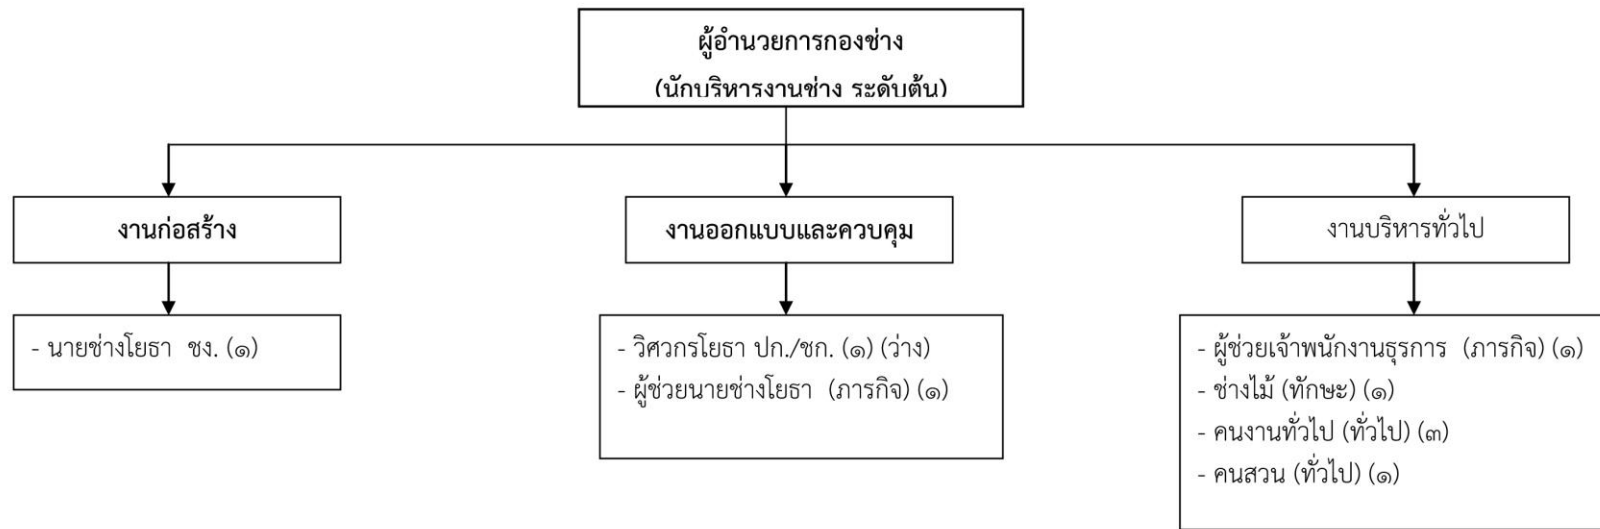 ผู้อำนวยการกองช่าง
(นักบริหารงานช่าง ระดับต้น)
งานก่อสร้าง
- นายช่างโยธา ชง. (๑)
งานออกแบบและควบคุม
- วิศวกรโยธา ปก./ชก. (๑) (ว่าง)
- ผู้ช่วยนายช่างโยธา (ภารกิจ) (๑)
งานบริหารทั่วไป
- ผู้ช่วยเจ้าพนักงานธุรการ (ภารกิจ) (๑)
- ช่างไม้ (ทักษะ) (๑)
- คนงานทั่วไป (ทั่วไป) (๓)
- คนสวน (ทั่วไป) (๑)